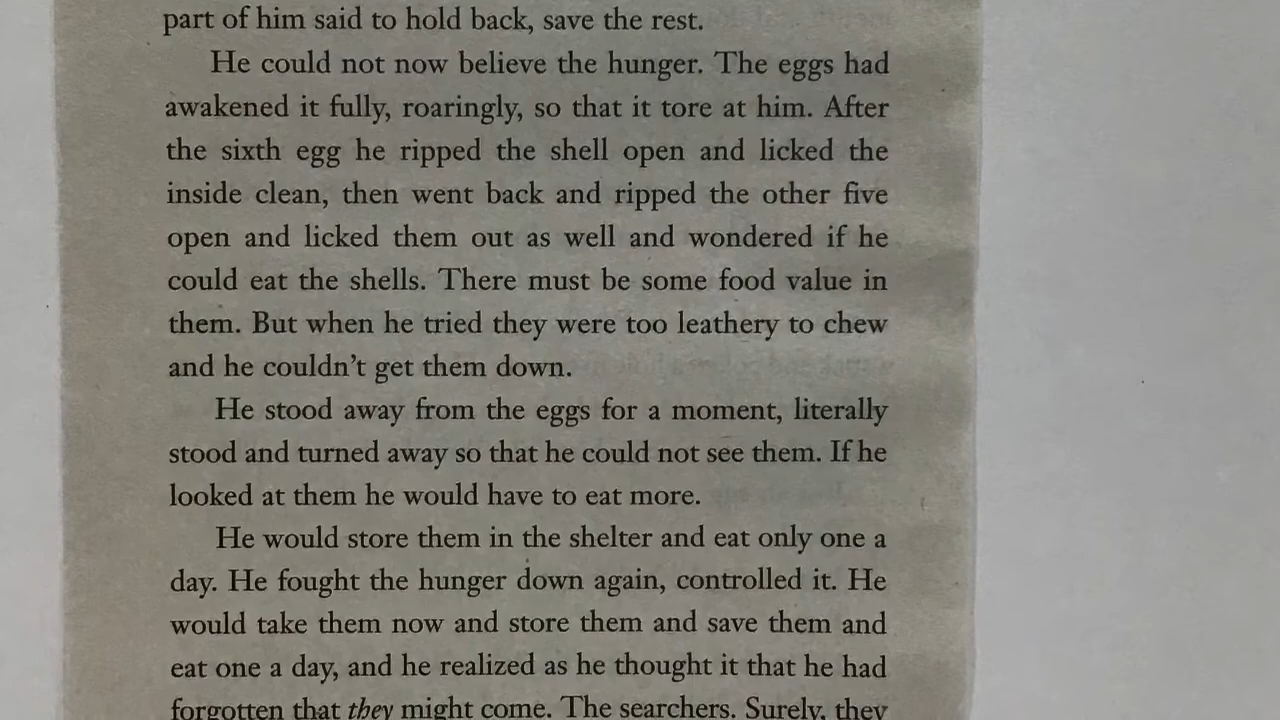 part of him said to hold back, save the rest.
He could not now believe the hunger. The eggs had
awakened it fully, roaringly, so that it tore at him. After
the sixth egg he ripped the shell open and licked the
inside clean, then went back and ripped the other five
open and licked them out as well and wondered if he
could eat the shells. There must be some food value in
them. But when he tried they were too leathery to chew
and he couldn’t get them down.
He stood away from the eggs for a moment, literally
stood and turned away so that he could not see them. If he
looked at them he would have to eat more.
He would store them in the shelter and eat only one a
day. He fought the hunger down again, controlled it. He
would take them now and store them and save them and
eat one a day, and he realized as he thought it that he had
forgotten that they might come. The searchers. Surely, they